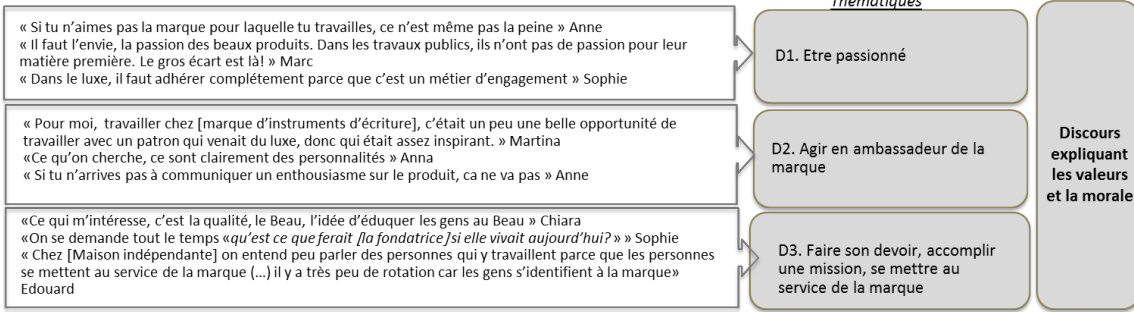 Thématiques
« Si tu n'aimes pas la marque pour laquelle tu travailles, ce n'est même pas la peine » Anne
« Il faut l'envie, la passion des beaux produits. Dans les travaux publics, ils n'ont pas de passion pour leur
matière première. Le gros écart est là! » Marc
« Dans le luxe, il faut adhérer complétement parce que c'est un métier d'engagement » Sophie
D1. Etre passionné
« Pour moi, travailler chez [marque d'instruments d'écriture], c'était un peu une belle opportunité de
travailler avec un patron qui venait du luxe, donc qui était assez inspirant. » Martina
«Ce qu'on cherche, ce sont clairement des personnalités » Anna
« Si tu n'arrives pas à communiquer un enthousiasme sur le produit, ca ne va pas » Anne
D2. Agir en ambassadeur de la
marque
«Ce qui m'intéresse, c'est la qualité, le Beau, l'idée d'éduquer les gens au Beau » Chiara
«On se demande tout le temps «qu'est ce que ferait [la fondatrice]si elle vivait aujourd'hui? » » Sophie
« Chez [Maison indépendante] on entend peu parler des personnes qui y travaillent parce que les personnes
se mettent au service de la marque (...) il y a très peu de rotation car les gens s'identifient à la marque»
Edouard
D3. Faire son devoir, accomplir
une mission, se mettre au
service de la marque
Discours
expliquant
les valeurs
et la morale